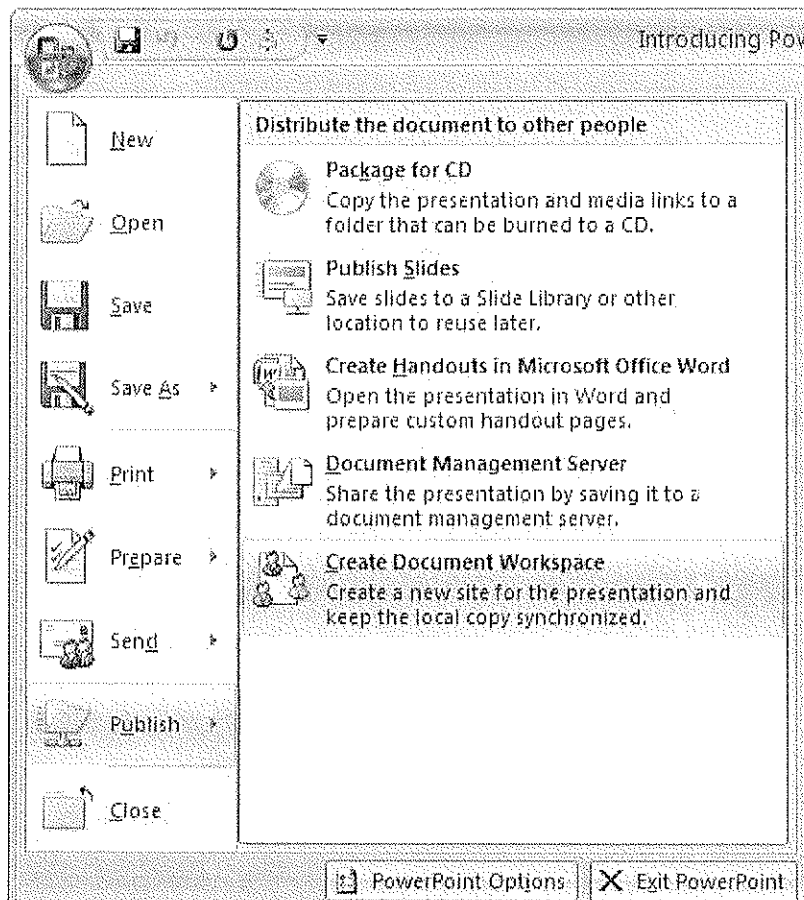 Introducing Pow
New
Open
Save
Save As
Print
Prepare
Send
Publish
Close
Distribute the document to other people
Package for CD
Copy the presentation and media links to a
folder that can be burned to a CD.
Publish Slides
Save slides to a Slide Library or other
location to reuse later.
Create Handouts in Microsoft Office Word
Open the presentation in Word and
prepare custom handout pages.
Document Management Server
Share the presentation by saving it to a
document management server.
Create Document Workspace
Create a new site for the presentation and
keep the local copy synchronized.
PowerPoint Options
Exit PowerPoint